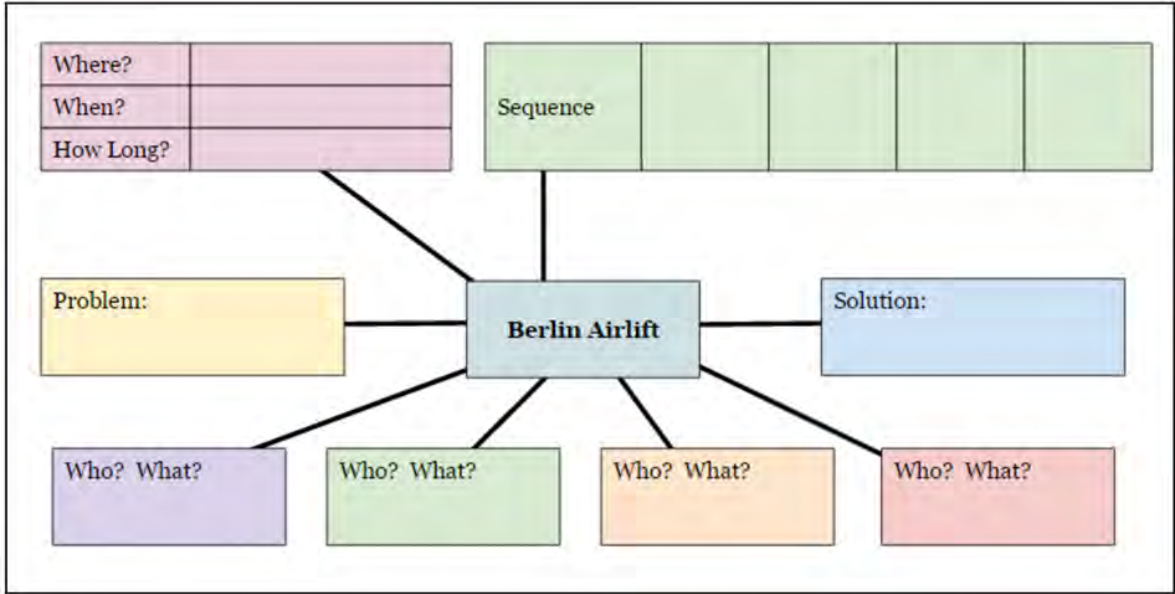 Where?
When?
How Long?
Sequence
Problem:
Berlin Airlift
Solution:
Who? What?
Who? What?
Who? What?
Who? What?